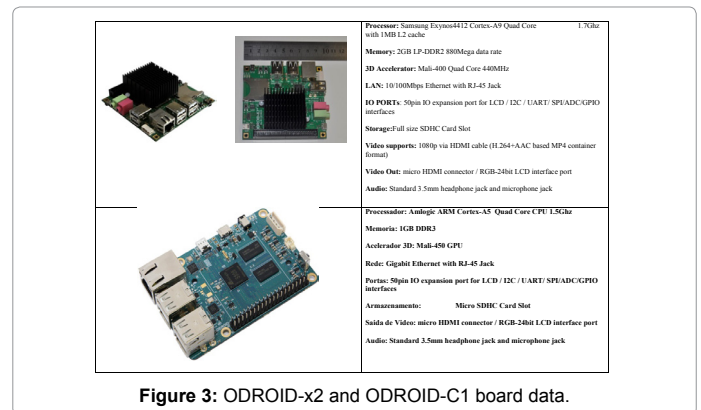 Processor: Samsung Exynos4412 Cortex-A9 Quad Core 1.7Ghz
with 1MB L2 cache
Memory: 2GB LP-DDR2 880Mega data rate
3D Accelerator: Mali-400 Quad Core 440MHz
LAN: 10/100Mbps Ethernet with RJ-45 Jack
IO PORTs: 50pin IO expansion port for LCD / I2C / UART/ SPI/ADC/GPIO
interfaces
Storage:Full size SDHC Card Slot
Video supports: 1080p via HDMI cable (H.264+AAC based MP4 container
format)
Video Out: micro HDMI connector / RGB-24bit LCD interface port
Audio: Standard 3.5mm headphone jack and microphone jack
Processador: Amlogic ARM Cortex-A5 Quad Core CPU 1.5Ghz
Memoria: 1GB DDR3
Acelerador 3D: Mali-450 GPU
Rede: Gigabit Ethernet with RJ-45 Jack
Portas: 50pin IO expansion port for LCD / I2C / UART/ SPI/ADC/GPIO
interfaces
Armazenamento: Micro SDHC Card Slot
Saida de Video: micro HDMI connector / RGB-24bit LCD interface port
Audio: Standard 3.5mm headphone jack and microphone jack
Figure 3: ODROID-x2 and ODROID-C1 board data.